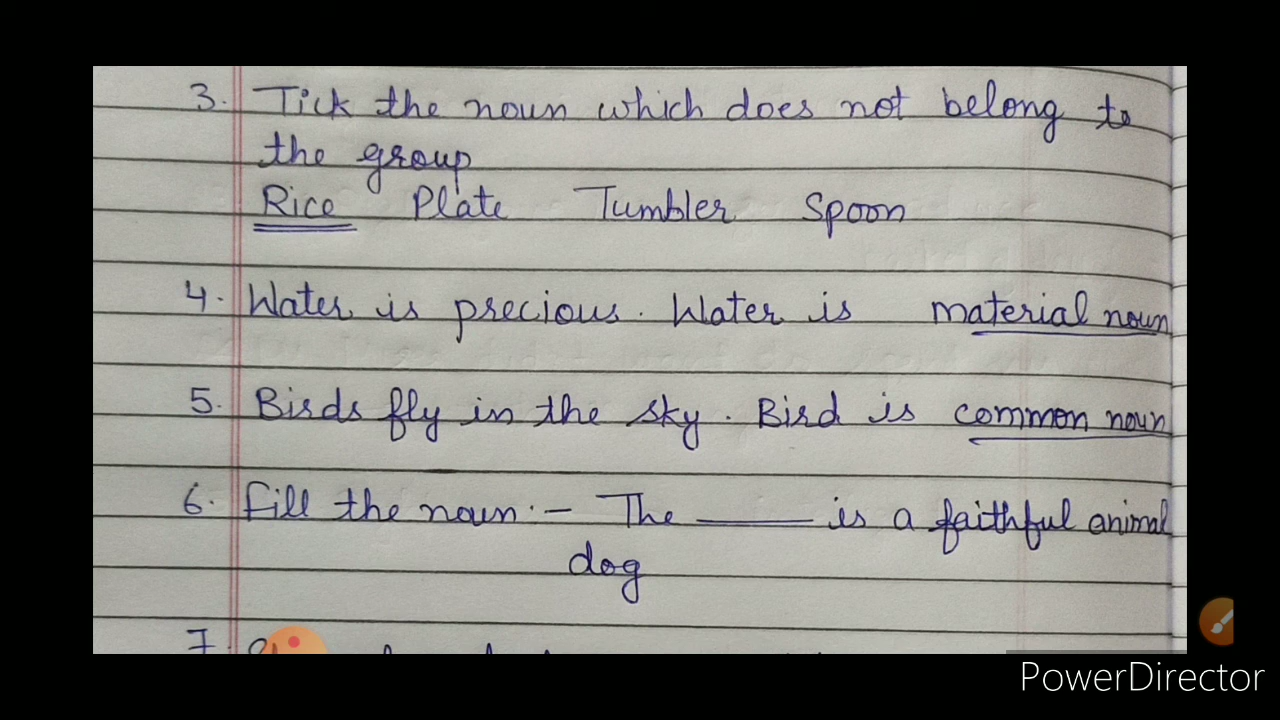 3. Tick the noun which does not belong to
the group
Rice Plate Tumbler Spoon
4. Water is precious. Water is material noun
5. Birds fly in the sky. Bird is common noun
6. Fill the noun:- The ______ is a faithful animal
dog
7.
PowerDirector